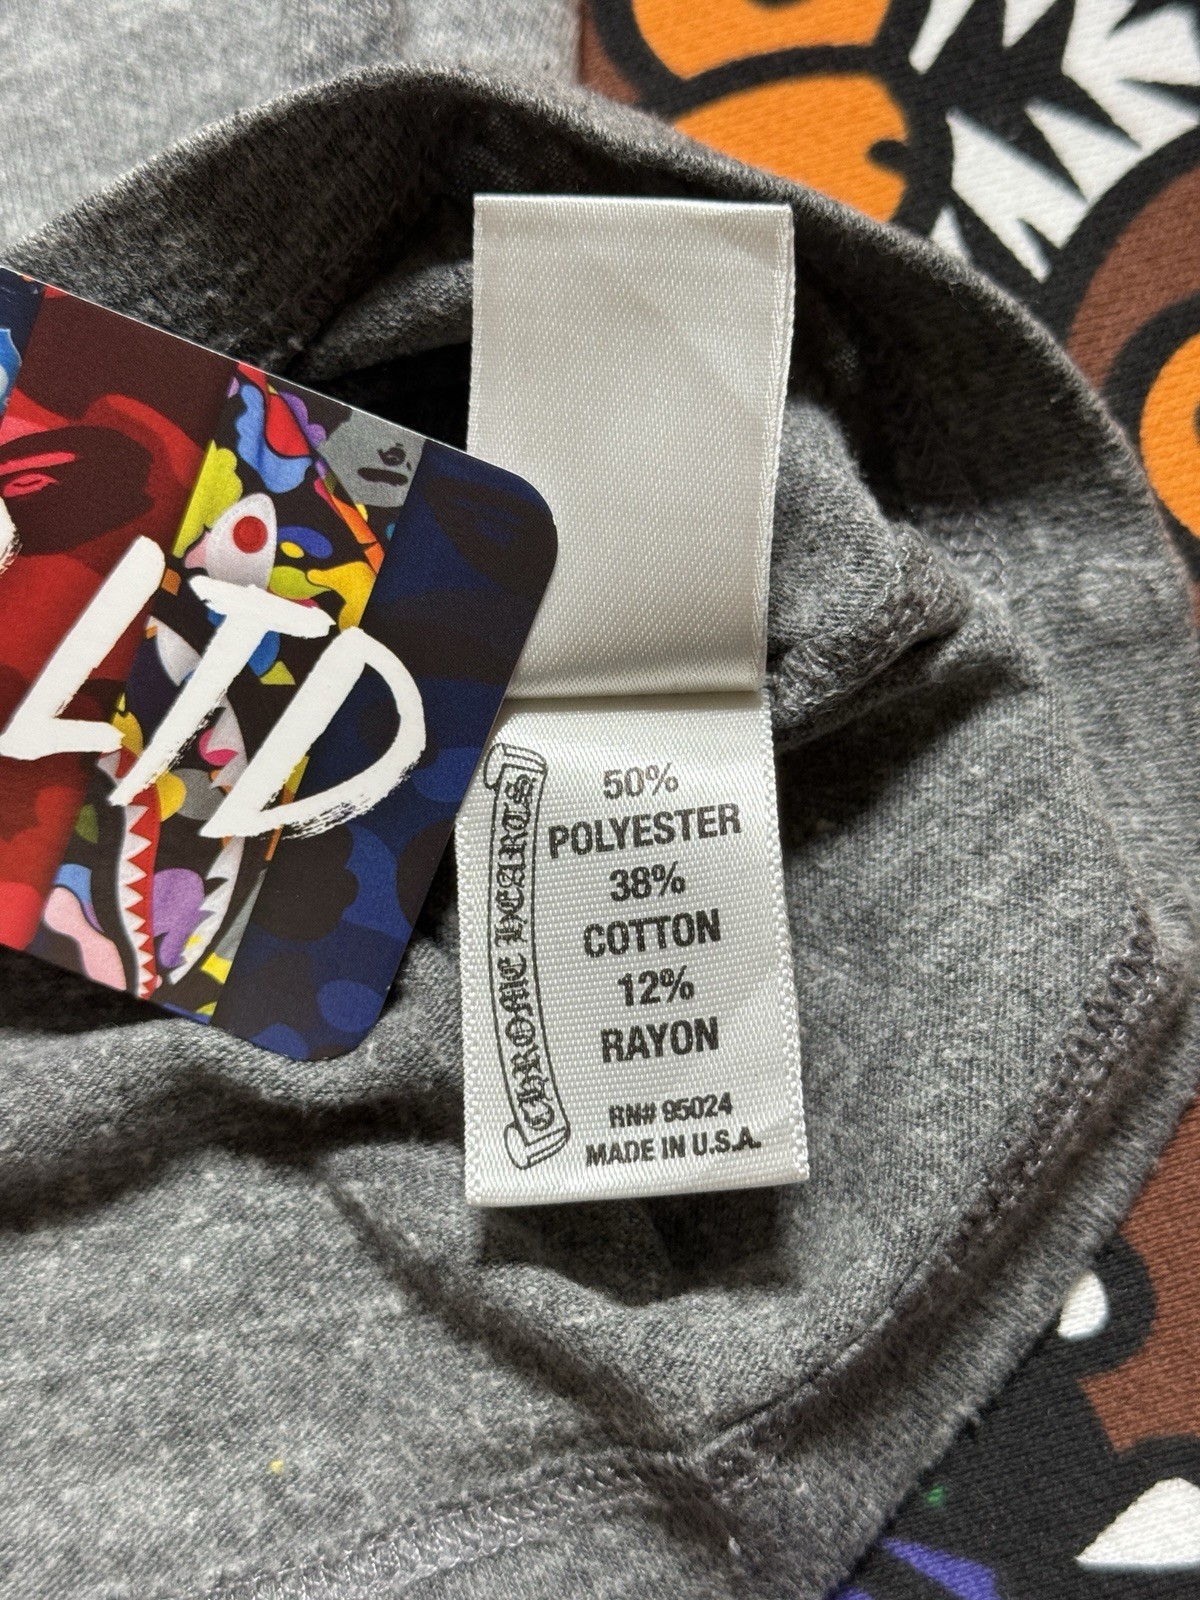 LTD
CHROME HEARTS
50%
POLYESTER
38%
COTTON
12%
RAYON
RN# 95024
MADE IN U.S.A.